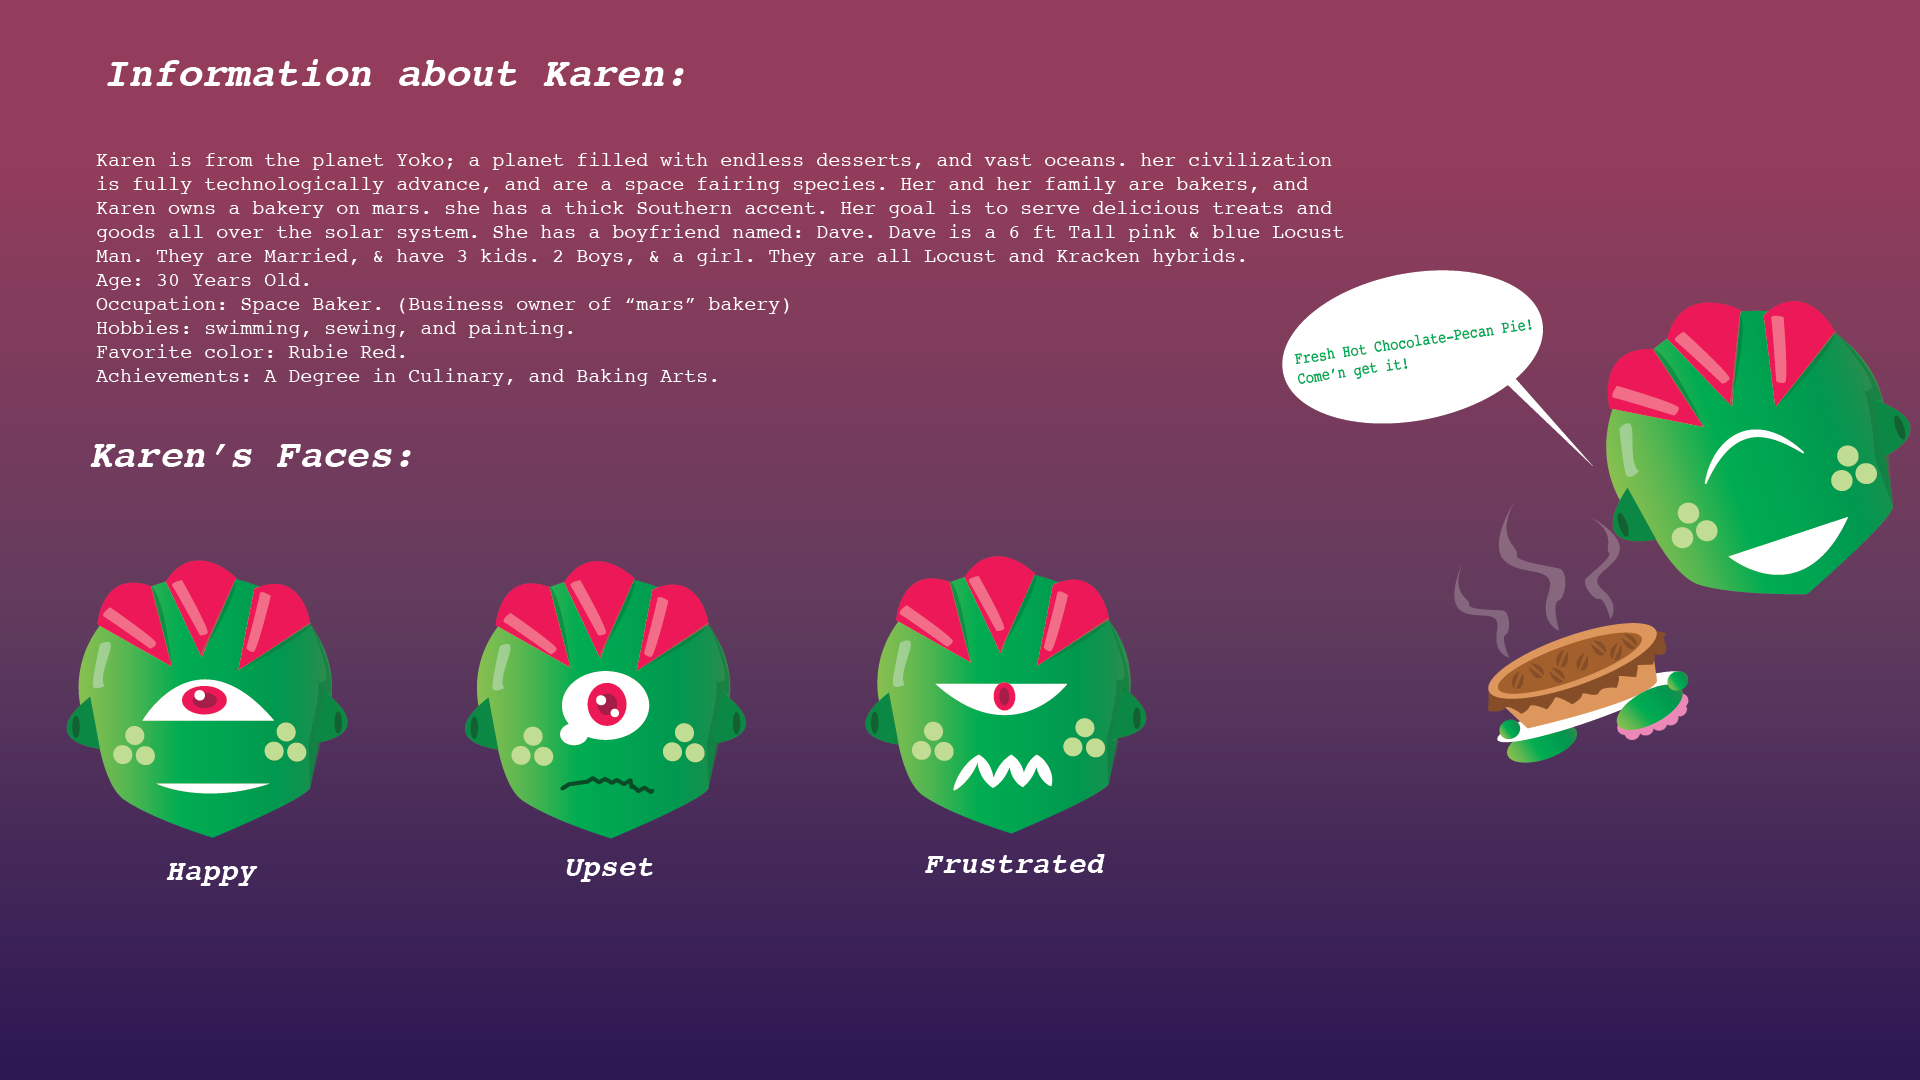 Information about Karen:
Karen is from the planet Yoko; a planet filled with endless desserts, and vast oceans. her civilization
is fully technologically advance, and are a space fairing species. Her and her family are bakers, and
Karen owns a bakery on mars. she has a thick Southern accent. Her goal is to serve delicious treats and
goods all over the solar system. She has a boyfriend named: Dave. Dave is a 6 ft Tall pink & blue Locust
Man. They are Married, & have 3 kids. 2 Boys, & a girl. They are all Locust and Kracken hybrids.
Age: 30 Years Old.
Occupation: Space Baker. (Business owner of “mars” bakery)
Hobbies: swimming, sewing, and painting.
Favorite color: Rubie Red.
Achievements: A Degree in Culinary, and Baking Arts.
Fresh Hot Chocolate-Pecan Pie!
Come’n get it!
Karen’s Faces:
Happy
Upset
Frustrated